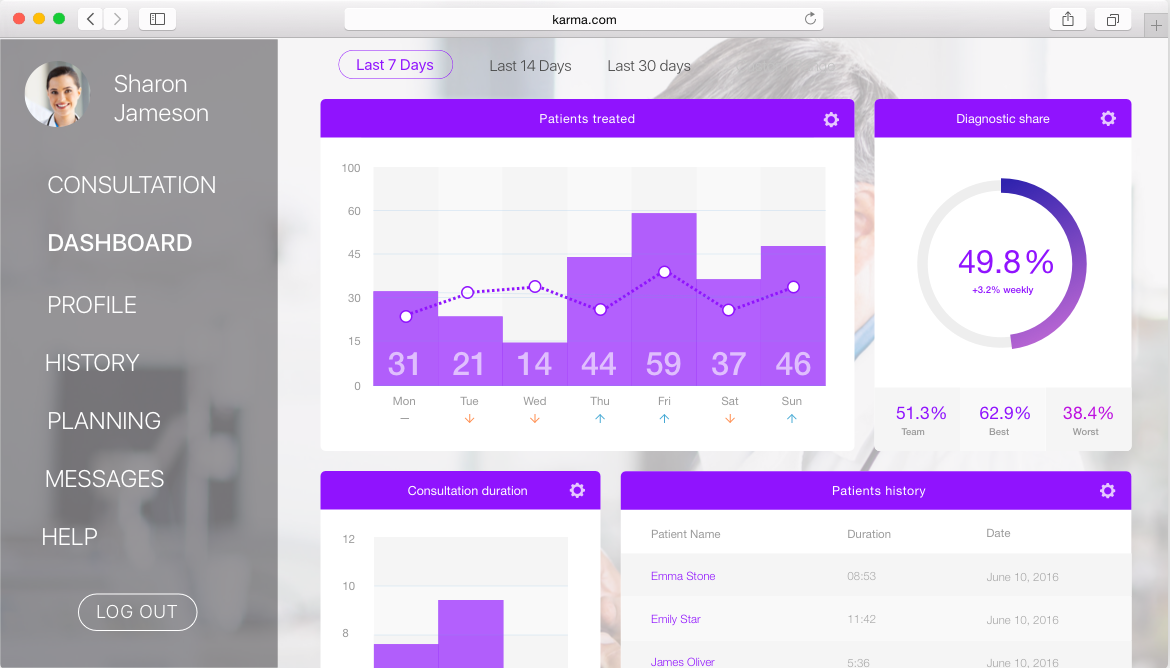 karma.com
Sharon
Jameson
CONSULTATION
DASHBOARD
PROFILE
HISTORY
PLANNING
MESSAGES
HELP
LOG OUT
Last 7 Days
Last 14 Days
Last 30 days
Patients treated
100
60
45
30
15
0
31
21
14
44
59
37
46
Mon
Tue
Wed
Thu
Fri
Sat
Sun
Diagnostic share
49.8%
+3.2% weekly
51.3%
Team
62.9%
Best
38.4%
Worst
Consultation duration
12
10
8
Patients history
Patient Name Duration Date
Emma Stone 08:53 June 10, 2016
Emily Star 11:42 June 10, 2016
James Oliver 5:36 June 10, 2016